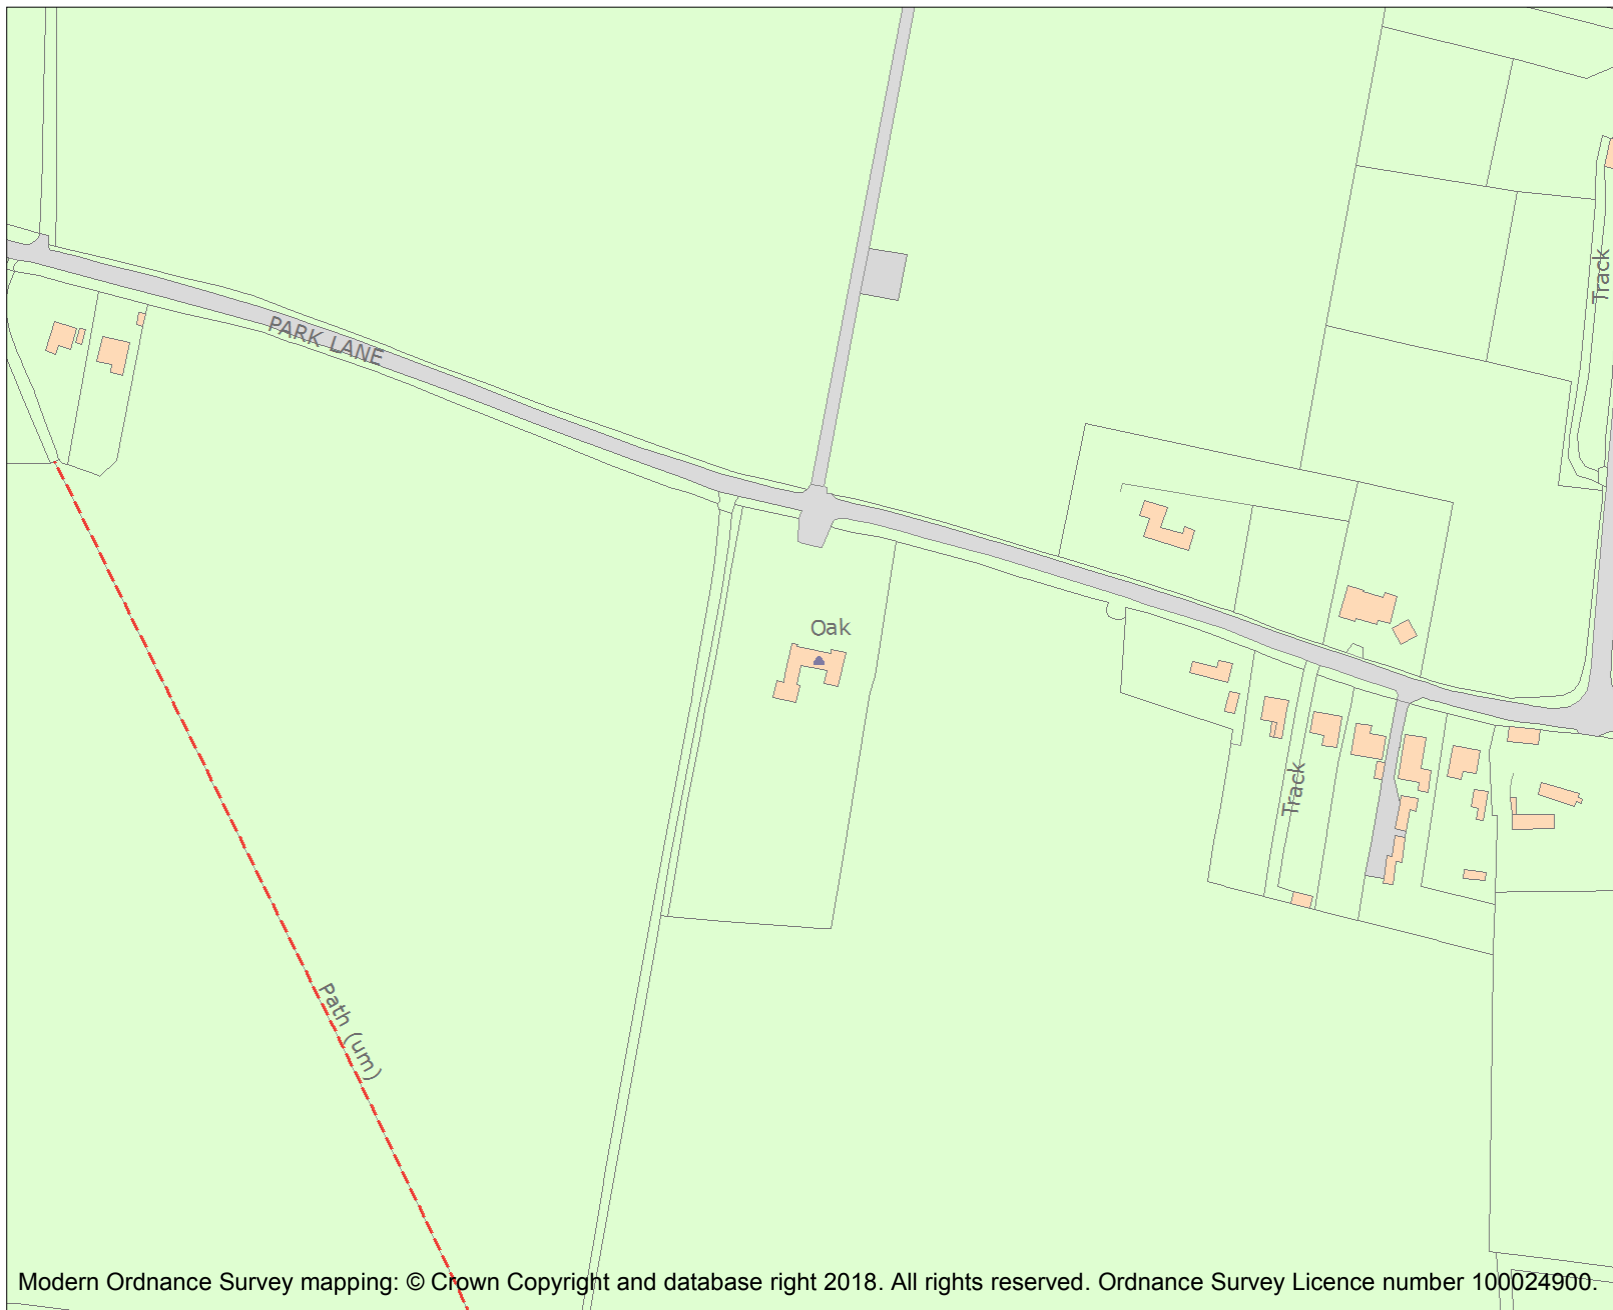 Track
PARK LANE
Oak
Track
Path (um)
Modern Ordnance Survey mapping: © Crown Copyright and database right 2018. All rights reserved. Ordnance Survey Licence number 100024900.